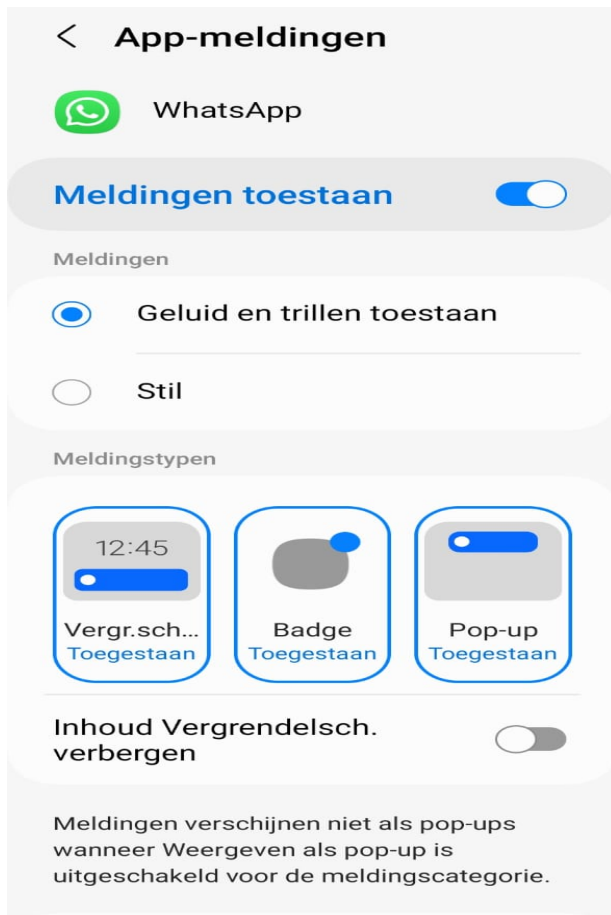 App-meldingen
WhatsApp
Meldingen toestaan
Meldingen
Geluid en trillen toestaan
Stil
Meldingstypen
12:45
Vergr.sch... Badge Pop-up
Toegestaan Toegestaan Toegestaan
Inhoud Vergrendelsch.
verbergen
Meldingen verschijnen niet als pop-ups
wanneer Weergeven als pop-up is
uitgeschakeld voor de meldingscategorie.